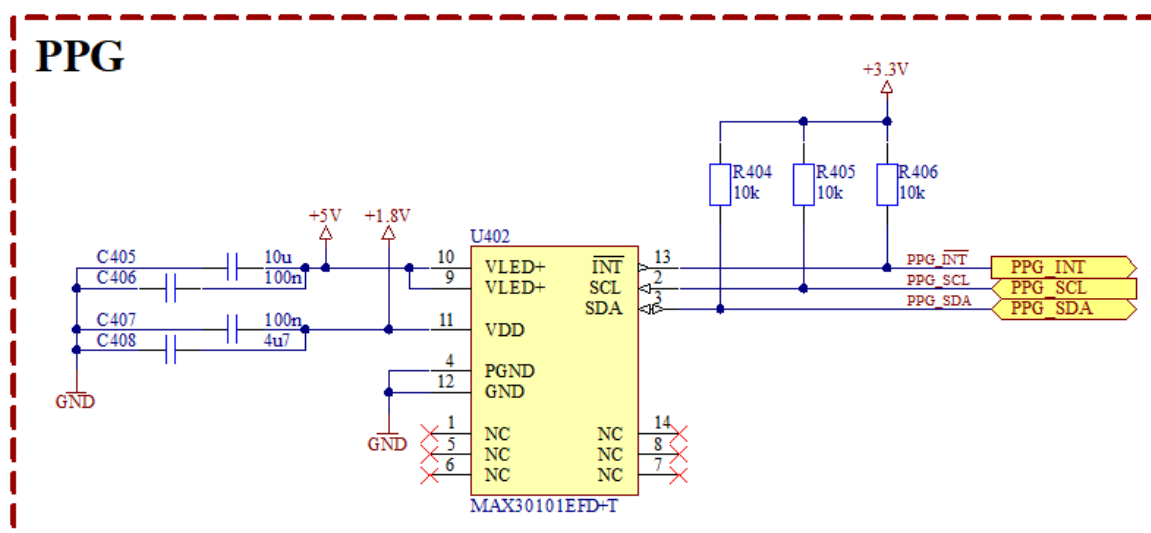 PPG
+3.3V
R404
10k
R405
10k
R406
10k
+5V
+1.8V
U402
C405
10u
C406
100n
C407
100n
C408
4u7
GND
GND
10
VLED+
9
VLED+
11
VDD
4
PGND
12
GND
1
NC
5
NC
6
NC
INT
13
SCL
2
SDA
3
NC
14
NC
8
NC
7
PPG_INT
PPG_INT
PPG_SCL
PPG_SCL
PPG_SDA
PPG_SDA
MAX30101EFD+T